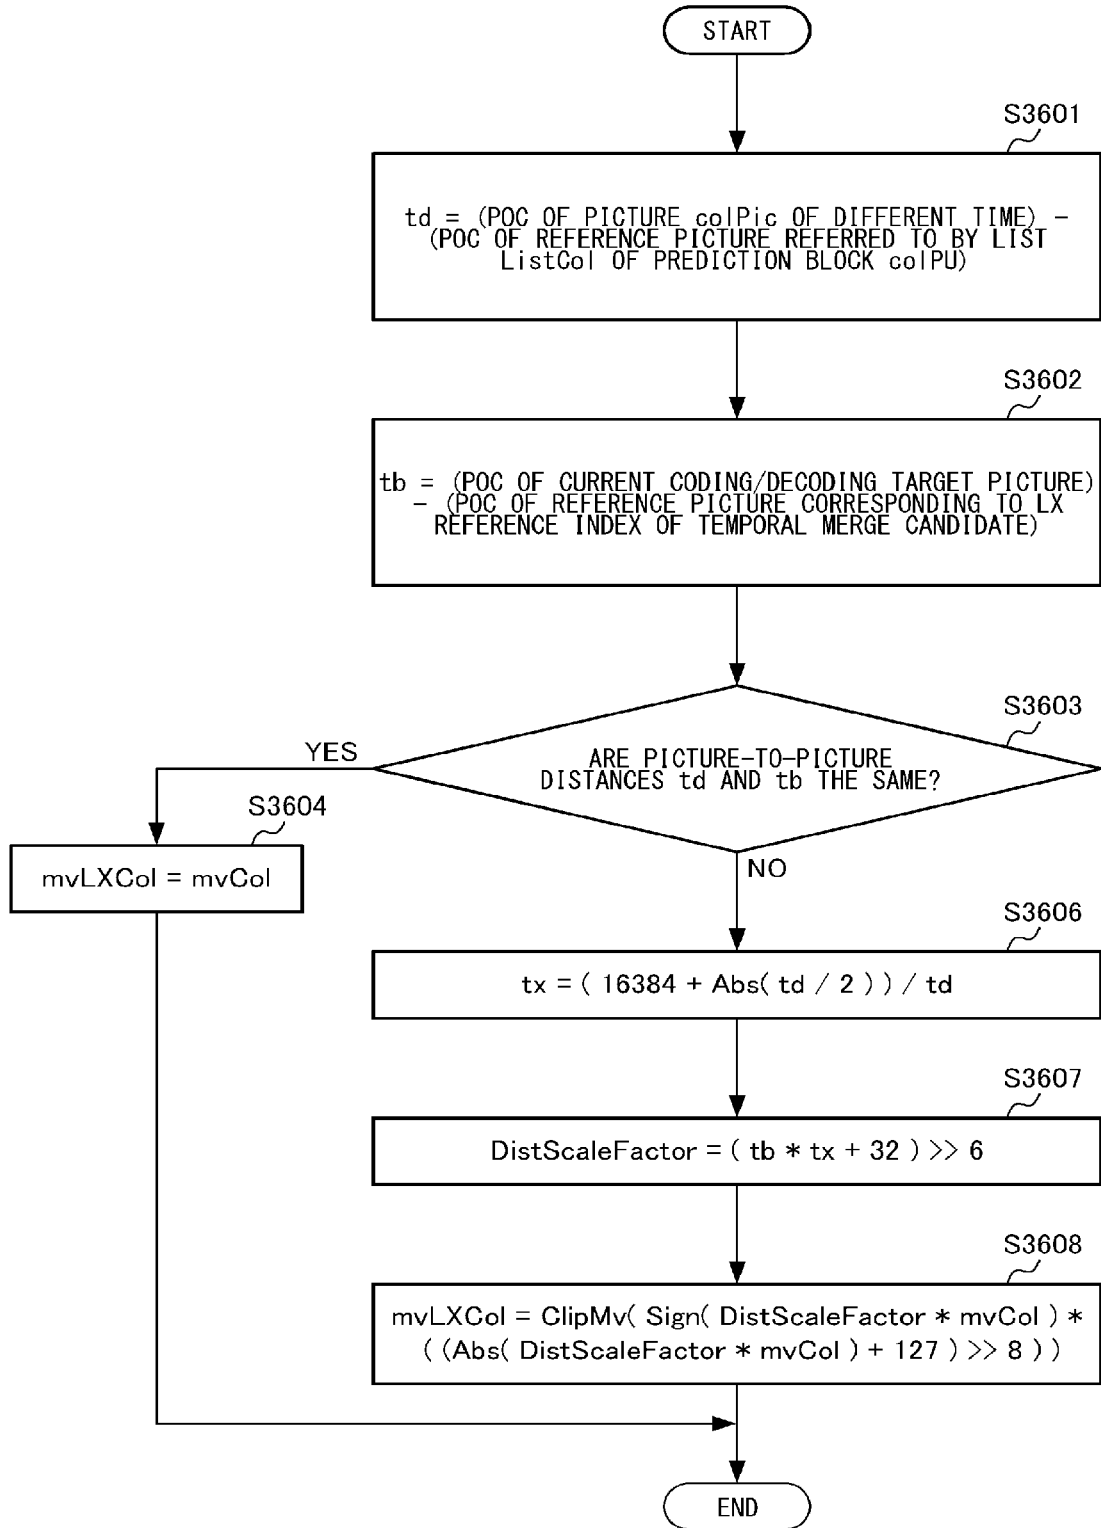 START
S3601
td = (POC OF PICTURE colPic OF DIFFERENT TIME) –
(POC OF REFERENCE PICTURE REFERRED TO BY LIST
ListCol OF PREDICTION BLOCK colPU)
S3602
tb = (POC OF CURRENT CODING/DECODING TARGET PICTURE)
– (POC OF REFERENCE PICTURE CORRESPONDING TO LX
REFERENCE INDEX OF TEMPORAL MERGE CANDIDATE)
S3603
ARE PICTURE-TO-PICTURE
DISTANCES td AND tb THE SAME?
YES
S3604
mvLXCol = mvCol
NO
S3606
tx = ( 16384 + Abs( td / 2 ) ) / td
S3607
DistScaleFactor = ( tb * tx + 32 ) >> 6
S3608
mvLXCol = ClipMv( Sign( DistScaleFactor * mvCol ) *
( (Abs( DistScaleFactor * mvCol ) + 127 ) >> 8 ) )
END